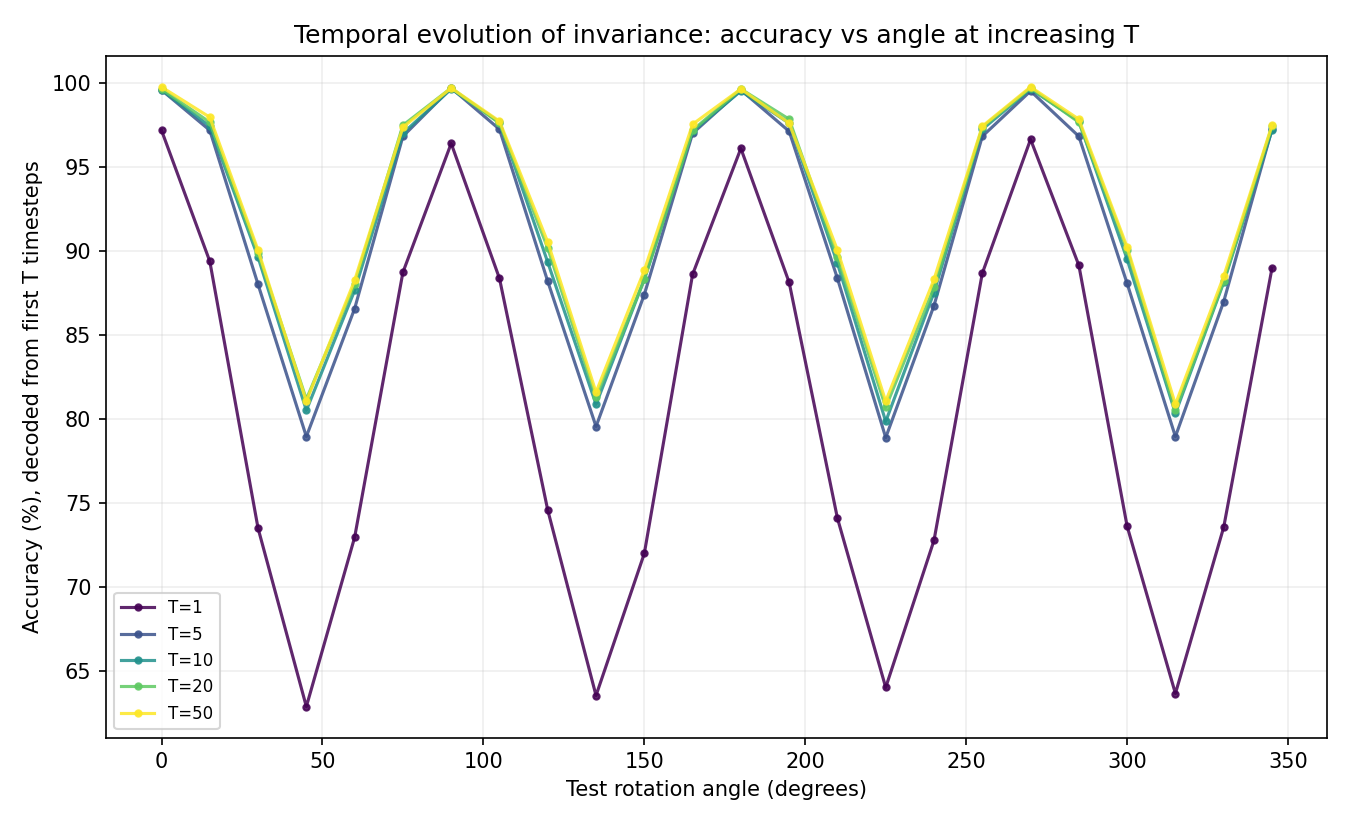 Temporal evolution of invariance: accuracy vs angle at increasing T
Accuracy (%), decoded from first T timesteps
100
95
90
85
80
75
70
65
T=1
T=5
T=10
T=20
T=50
0 50 100 150 200 250 300 350
Test rotation angle (degrees)